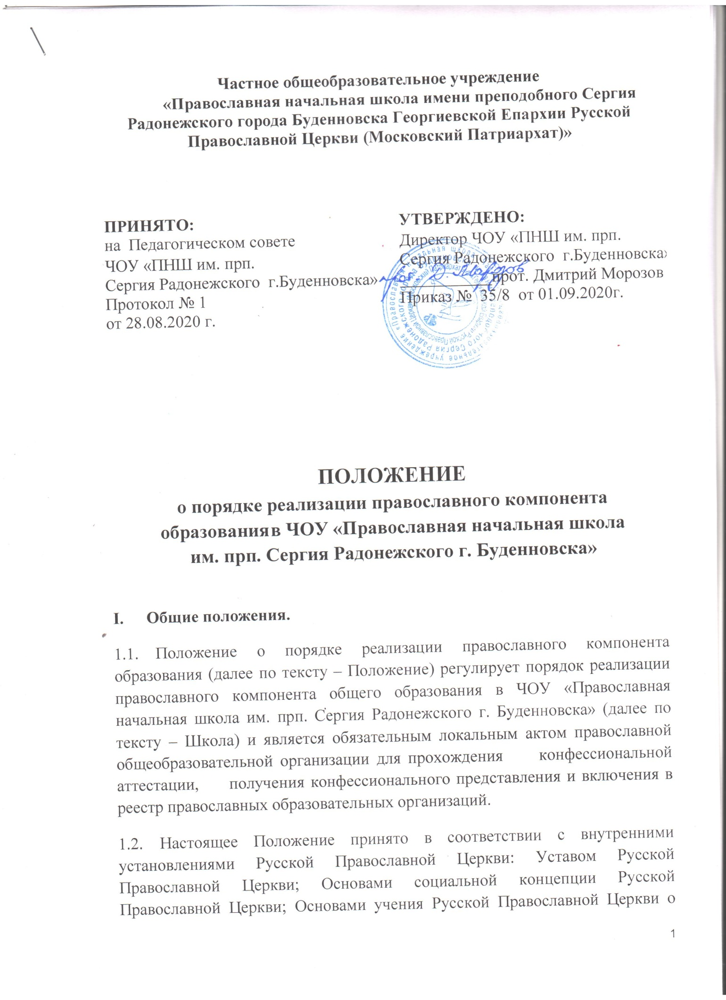 Частное общеобразовательное учреждение
«Православная начальная школа имени преподобного Сергия
Радонежского города Буденновска Георгиевской Епархии Русской
Православной Церкви (Московский Патриархат)»
ПРИНЯТО:
на Педагогическом совете
ЧОУ «ПНШ им. прп.
Сергия Радонежского г.Буденновска»
Протокол № 1
от 28.08.2020 г.
УТВЕРЖДЕНО:
Директор ЧОУ «ПНШ им. прп.
Сергия Радонежского г.Буденновска»
прот. Дмитрий Морозов
Приказ № 35/8 от 01.09.2020г.
ПОЛОЖЕНИЕ
о порядке реализации православного компонента
образования в ЧОУ «Православная начальная школа
им. прп. Сергия Радонежского г. Буденновска»
I. Общие положения.
1.1. Положение о порядке реализации православного компонента
образования (далее по тексту – Положение) регулирует порядок реализации
православного компонента общего образования в ЧОУ «Православная
начальная школа им. прп. Сергия Радонежского г. Буденновска» (далее по
тексту – Школа) и является обязательным локальным актом православной
общеобразовательной организации для прохождения конфессиональной
аттестации, получения конфессионального представления и включения в
реестр православных образовательных организаций.
1.2. Настоящее Положение принято в соответствии с внутренними
установлениями Русской Православной Церкви: Уставом Русской
Православной Церкви; Основами социальной концепции Русской
Православной Церкви; Основами учения Русской Православной Церкви о
1